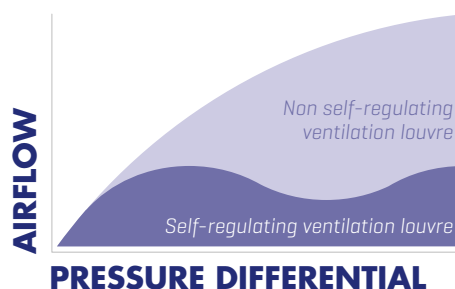 AIRFLOW
Non self-regulating
ventilation louvre
Self-regulating ventilation louvre
PRESSURE DIFFERENTIAL